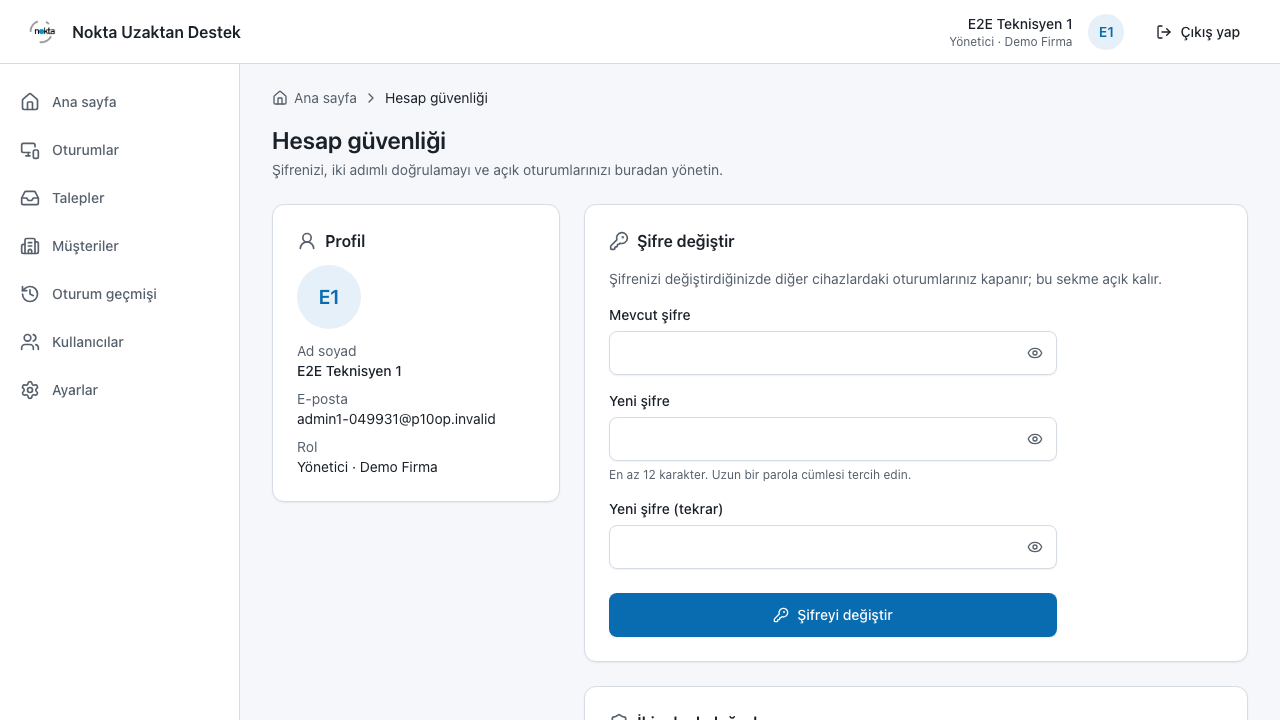 nokta
Nokta Uzaktan Destek
E2E Teknisyen 1
Yönetici · Demo Firma
E1
Çıkış yap
Ana sayfa
Oturumlar
Talepler
Müşteriler
Oturum geçmişi
Kullanıcılar
Ayarlar
Ana sayfa > Hesap güvenliği
Hesap güvenliği
Şifrenizi, iki adımlı doğrulamayı ve açık oturumlarınızı buradan yönetin.
Profil
E1
Ad soyad
E2E Teknisyen 1
E-posta
admin1-049931@p10op.invalid
Rol
Yönetici · Demo Firma
Şifre değiştir
Şifrenizi değiştirdiğinizde diğer cihazlardaki oturumlarınız kapanır; bu sekme açık kalır.
Mevcut şifre
Yeni şifre
En az 12 karakter. Uzun bir parola cümlesi tercih edin.
Yeni şifre (tekrar)
Şifreyi değiştir